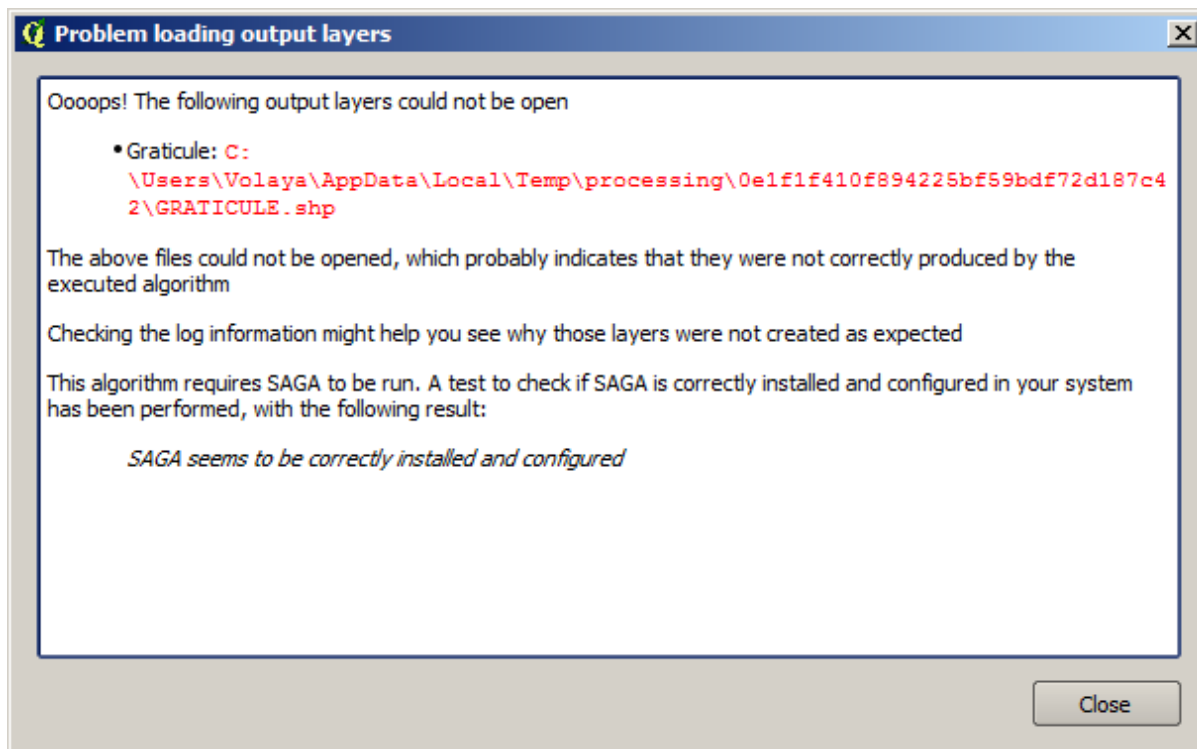 Problem loading output layers
Oooops! The following output layers could not be open
•Graticule: C:
\Users\Volaya\AppData\Local\Temp\processing\0e1f1f410f894225bf59bdf72d187c4
2\GRATICULE.shp
The above files could not be opened, which probably indicates that they were not correctly produced by the
executed algorithm
Checking the log information might help you see why those layers were not created as expected
This algorithm requires SAGA to be run. A test to check if SAGA is correctly installed and configured in your system
has been performed, with the following result:
SAGA seems to be correctly installed and configured
Close